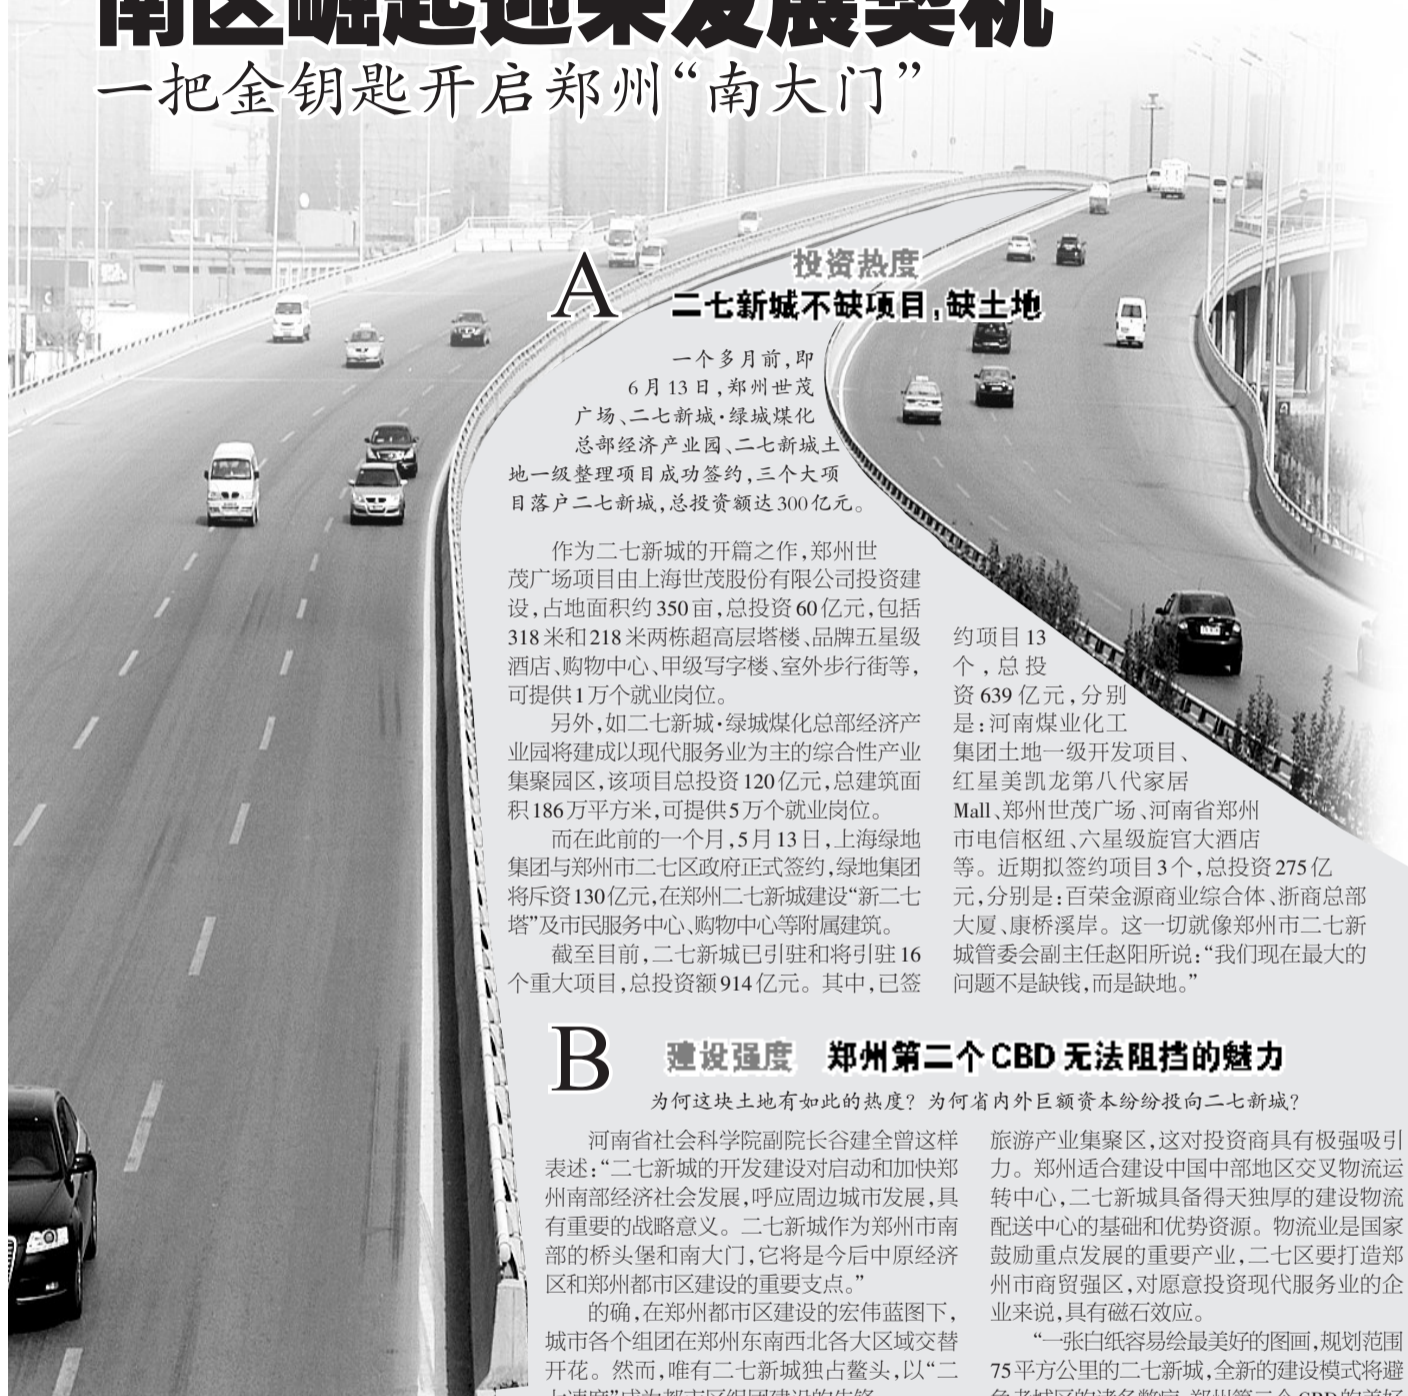 南区崛起迎来发展契机
一把金钥匙开启郑州“南大门”
A
投资热度
二七新城不缺项目,缺土地
一个多月前,即
6月13日,郑州世茂
广场、二七新城·绿城煤化
总部经济产业园、二七新城土
地一级整理项目成功签约,三个大项
目落户二七新城,总投资额达300亿元。
作为二七新城的开篇之作,郑州世
茂广场项目由上海世茂股份有限公司投资建
设,占地面积约350亩,总投资60亿元,包括
318米和218米两栋超高层塔楼、品牌五星级
酒店、购物中心、甲级写字楼、室外步行街等,
可提供1万个就业岗位。
另外,如二七新城·绿城煤化总部经济产
业园将建成以现代服务业为主的综合性产业
集聚园区,该项目总投资120亿元,总建筑面
积186万平方米,可提供5万个就业岗位。
而在此前的一个月,5月13日,上海绿地
集团与郑州市二七区政府正式签约,绿地集团
将斥资130亿元,在郑州二七新城建设“新二七
塔”及市民服务中心、购物中心等附属建筑。
截至目前,二七新城已引驻和将引驻16
个重大项目,总投资额914亿元。其中,已签
约项目13
个,总投
资639亿元,分别
是:河南煤业化工
集团土地一级开发项目、
红星美凯龙第八代家居
Mall、郑州世茂广场、河南省郑州
市电信枢纽、六星级旋宫大酒店
等。近期拟签约项目3个,总投资275亿
元,分别是:百荣金源商业综合体、浙商总部
大厦、康桥溪岸。这一切就像郑州市二七新
城管委会副主任赵阳所说:“我们现在最大的
问题不是缺钱,而是缺地。”
B
建设强度 郑州第二个CBD无法阻挡的魅力
为何这块土地有如此的热度?为何省内外巨额资本纷纷投向二七新城?
河南省社会科学院副院长谷建全曾这样
表述:“二七新城的开发建设对启动和加快郑
州南部经济社会发展,呼应周边城市发展,具
有重要的战略意义。二七新城作为郑州市南
部的桥头堡和南大门,它将是今后中原经济
区和郑州都市区建设的重要支点。”
的确,在郑州都市区建设的宏伟蓝图下,
城市各个组团在郑州东南西北各大区域交替
开花。然而,唯有二七新城独占鳌头,以“二
七速度”成为都市区组团建设的先锋。
旅游产业集聚区,这对投资商具有极强吸引
力。郑州适合建设中国中部地区交叉物流运
转中心,二七新城具备得天独厚的建设物流
配送中心的基础和优势资源。物流业是国家
鼓励重点发展的重要产业,二七区要打造郑
州市商贸强区,对愿意投资现代服务业的企
业来说,具有磁石效应。
“一张白纸容易绘最美好的图画,规划范围
75平方公里的二七新城,全新的建设模式将避